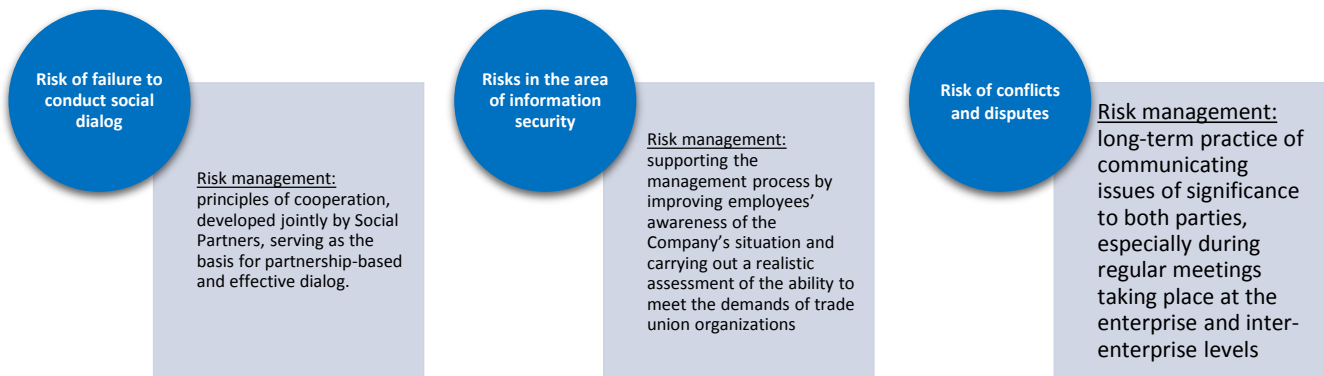 Risk of failure to
conduct social
dialog
Risk management:
principles of cooperation,
developed jointly by Social
Partners, serving as the
basis for partnership-based
and effective dialog.
Risks in the area
of information
security
Risk management:
supporting the
management process by
improving employees’
awareness of the
Company’s situation and
carrying out a realistic
assessment of the ability to
meet the demands of trade
union organizations
Risk of conflicts
and disputes
Risk management:
long-term practice of
communicating
issues of significance
to both parties,
especially during
regular meetings
taking place at the
enterprise and inter-
enterprise levels